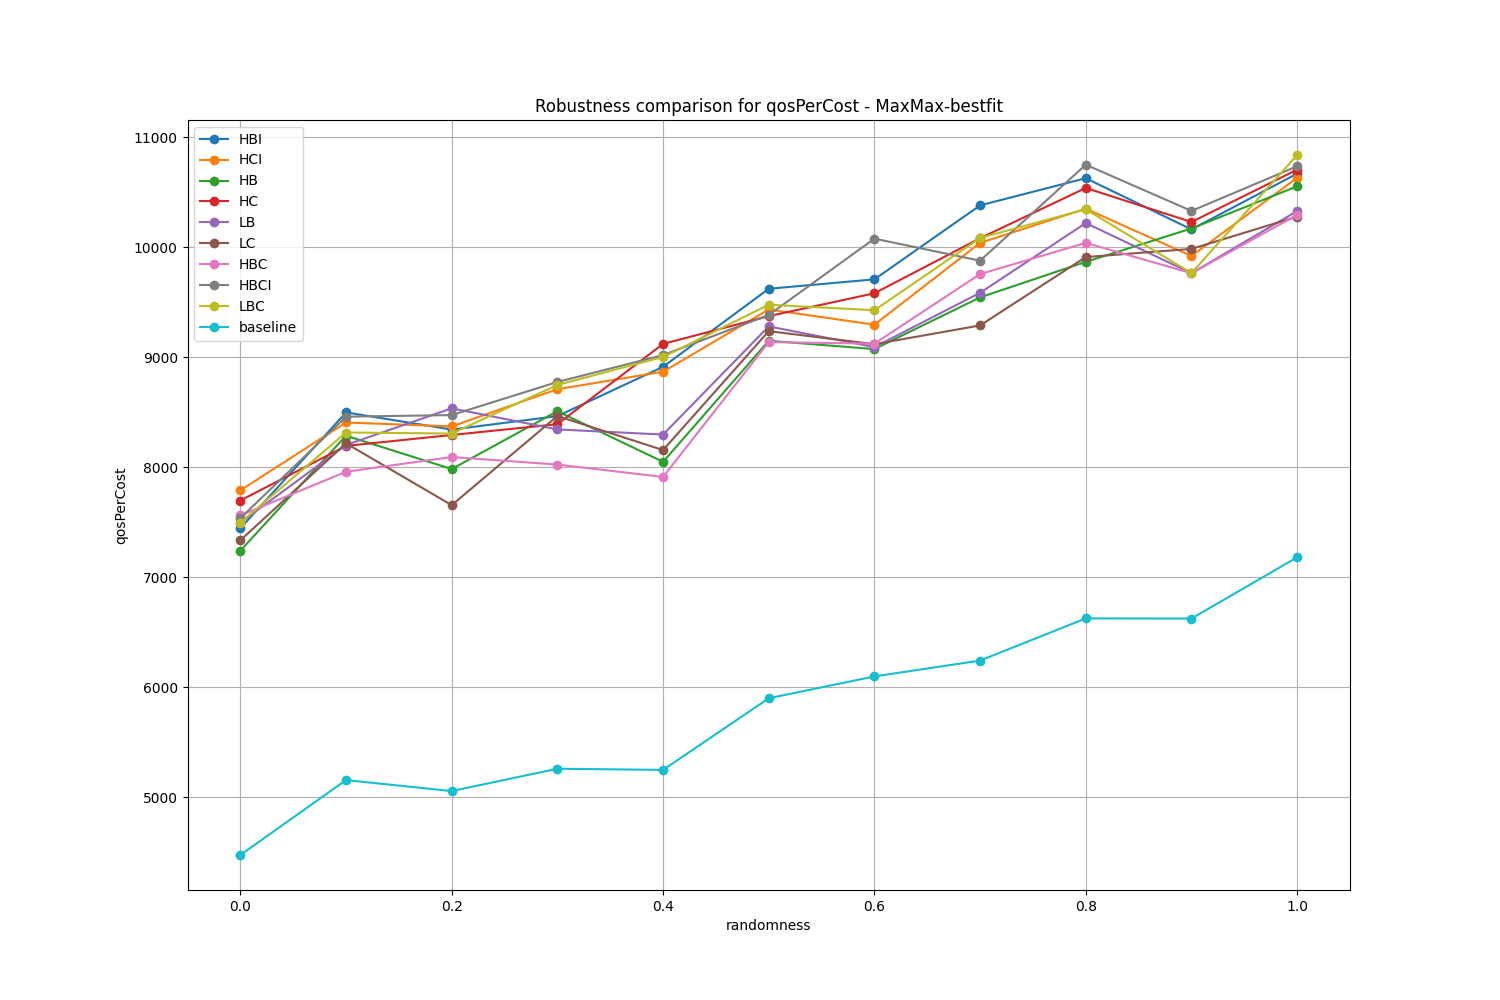 Robustness comparison for qosPerCost - MaxMax-bestfit
11000
10000
9000
8000
7000
6000
5000
qosPerCost
HBI
HCI
HB
HC
LB
LC
HBC
HBCI
LBC
baseline
0.0 0.2 0.4 0.6 0.8 1.0
randomness